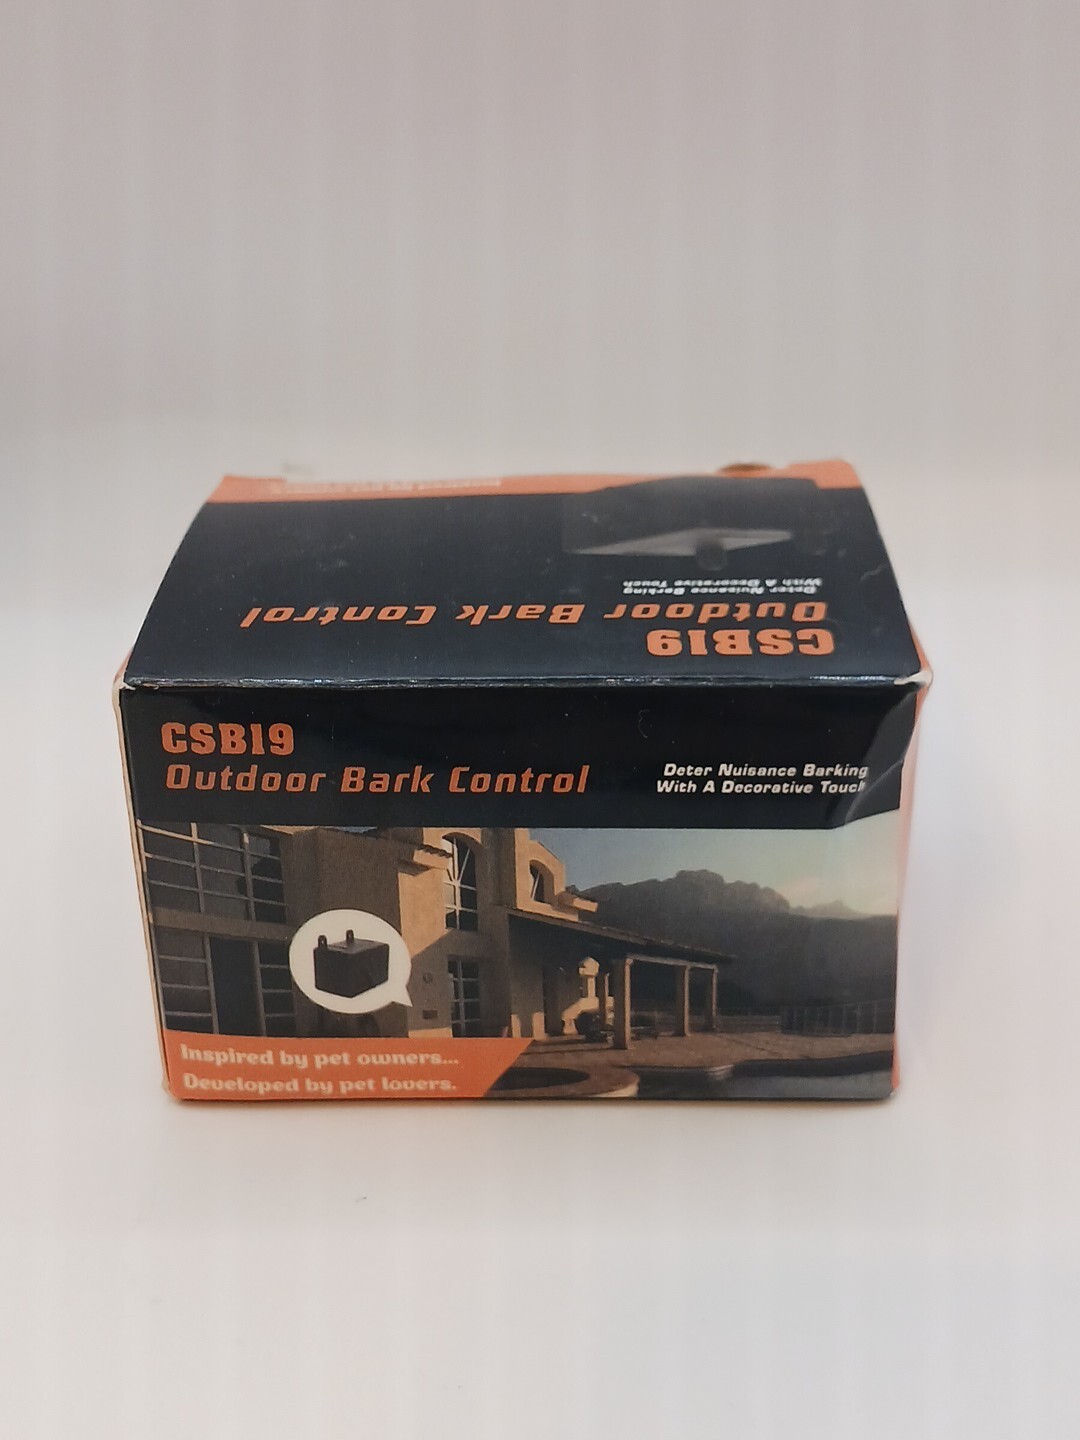 With A Decorative Touch
Deter Nuisance Barking
Outdoor Bark Control
CSB19
CSB19
Outdoor Bark Control
Deter Nuisance Barking
With A Decorative Touch
Inspired by pet owners...
Developed by pet lovers.